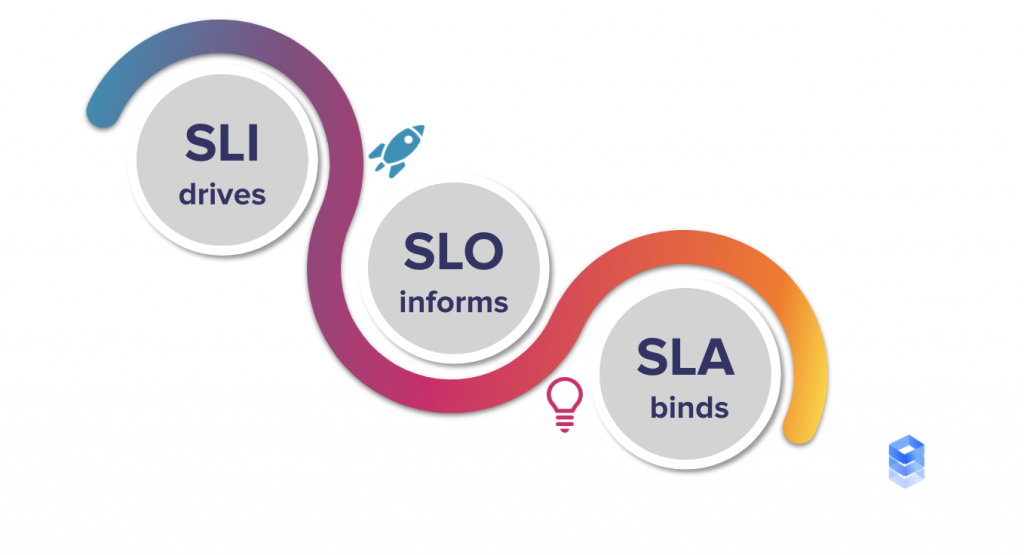 SLI
drives
SLO
informs
SLA
binds